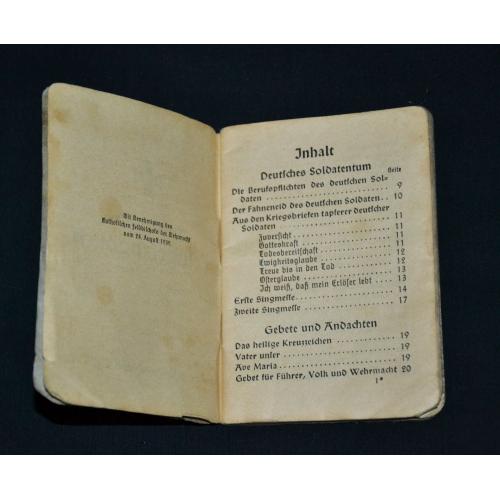 Mit Genehmigung des
Katholischen Feldbischofs der Wehrmacht
vom 24. August 1939.
Inhalt
Deutsches Soldatentum
Seite
Die Berufspflichten des deutschen Sol-
daten . . . . . . . . . . . . . . . . . . . . . . 9
Der Fahneneid des deutschen Soldaten. . 10
Aus den Kriegsbriefen tapferer deutscher
Soldaten . . . . . . . . . . . . . . . . . . . . 11
Zuversicht . . . . . . . . . . . . . . . . . . . 11
Gotteskraft . . . . . . . . . . . . . . . . . . 11
Todesbereitschaft . . . . . . . . . . . . . 12
Ewigkeitsglaube . . . . . . . . . . . . . . 12
Treue bis in den Tod . . . . . . . . . . . 12
Osterglaube . . . . . . . . . . . . . . . . . 13
Ich weiß, daß mein Erlöser lebt . . 13
Erste Singmesse. . . . . . . . . . . . . . . . 14
Zweite Singmesse . . . . . . . . . . . . . . 17
Gebete und Andachten
Das heilige Kreuzzeichen . . . . . . . . . 19
Vater unser . . . . . . . . . . . . . . . . . . . 19
Ave Maria. . . . . . . . . . . . . . . . . . . . . 19
Gebet für Führer, Volk und Wehrmacht 20
1*